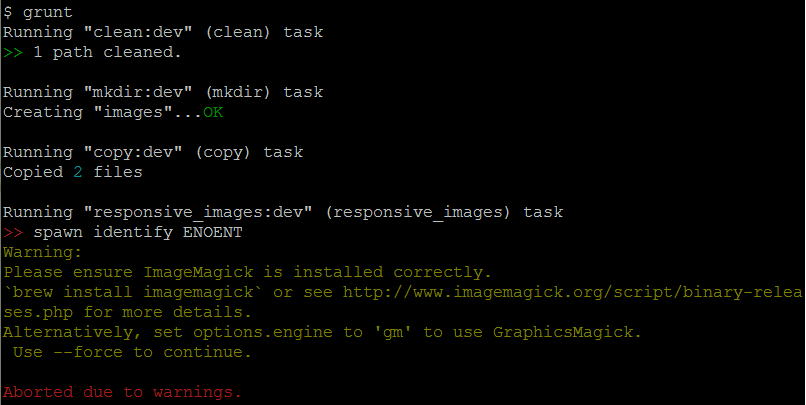 $ grunt
Running "clean:dev" (clean) task
>> 1 path cleaned.
Running "mkdir:dev" (mkdir) task
Creating "images"...OK
Running "copy:dev" (copy) task
Copied 2 files
Running "responsive_images:dev" (responsive_images) task
>> spawn identify ENOENT
Warning:
Please ensure ImageMagick is installed correctly.
`brew install imagemagick` or see http://www.imagemagick.org/script/binary-relea
ses.php for more details.
Alternatively, set options.engine to 'gm' to use GraphicsMagick.
 Use --force to continue.
Aborted due to warnings.